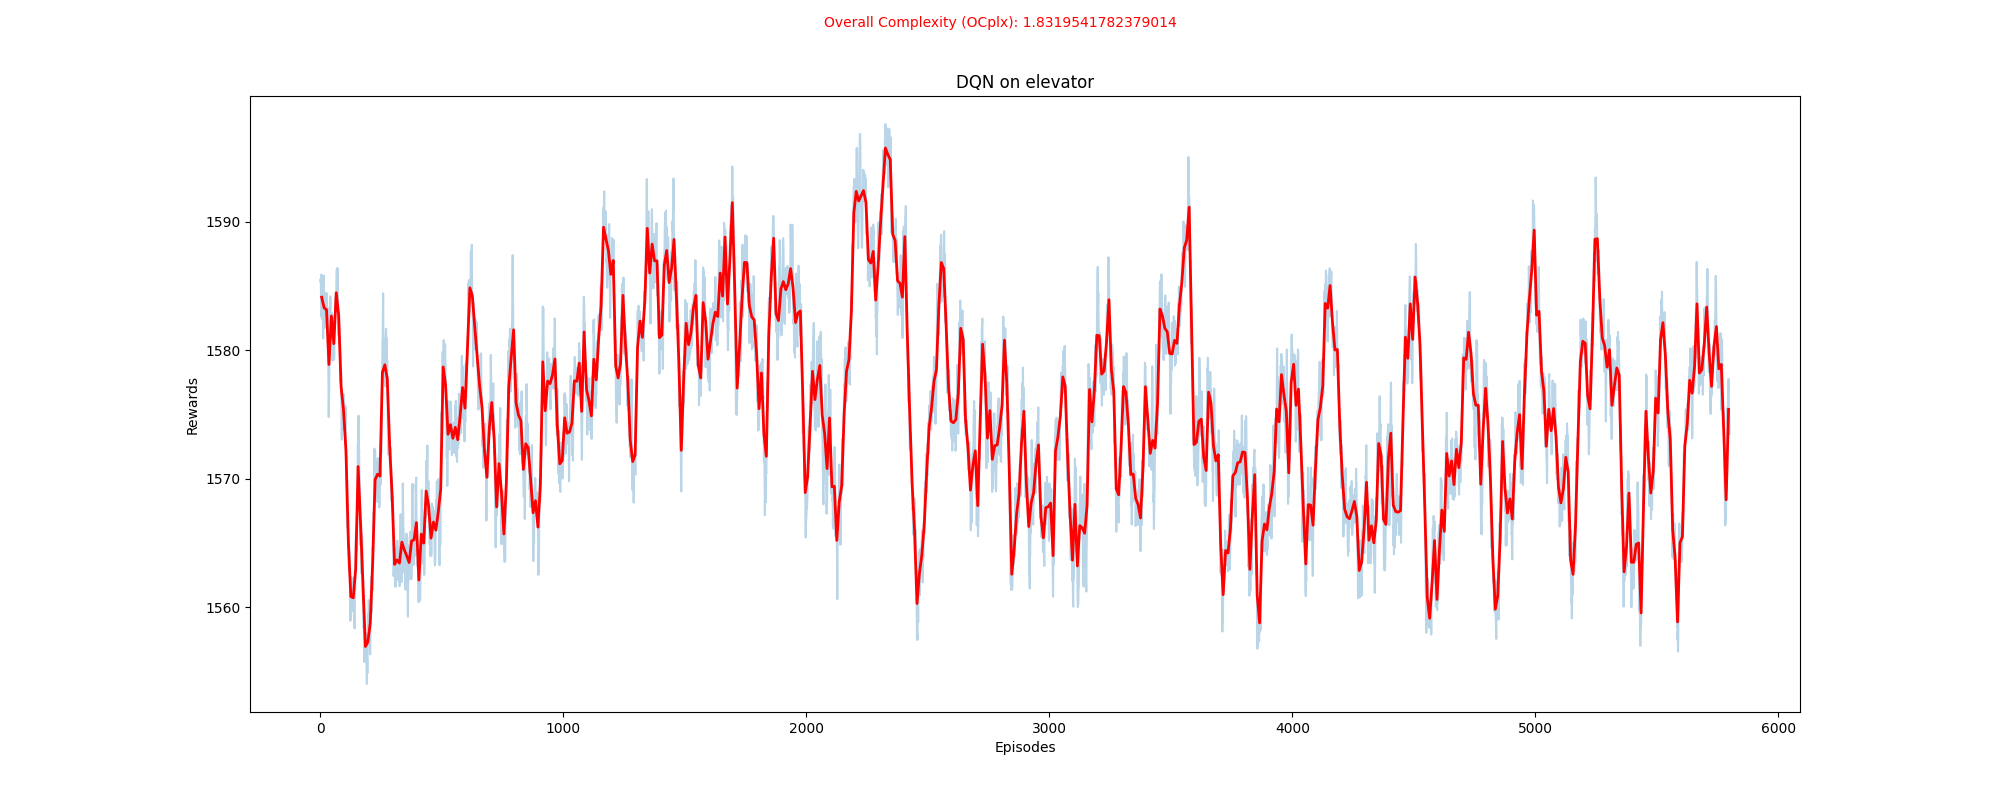 Overall Complexity (OCplx): 1.8319541782379014
DQN on elevator
Rewards
1590
1580
1570
1560
0 1000 2000 3000 4000 5000 6000
Episodes